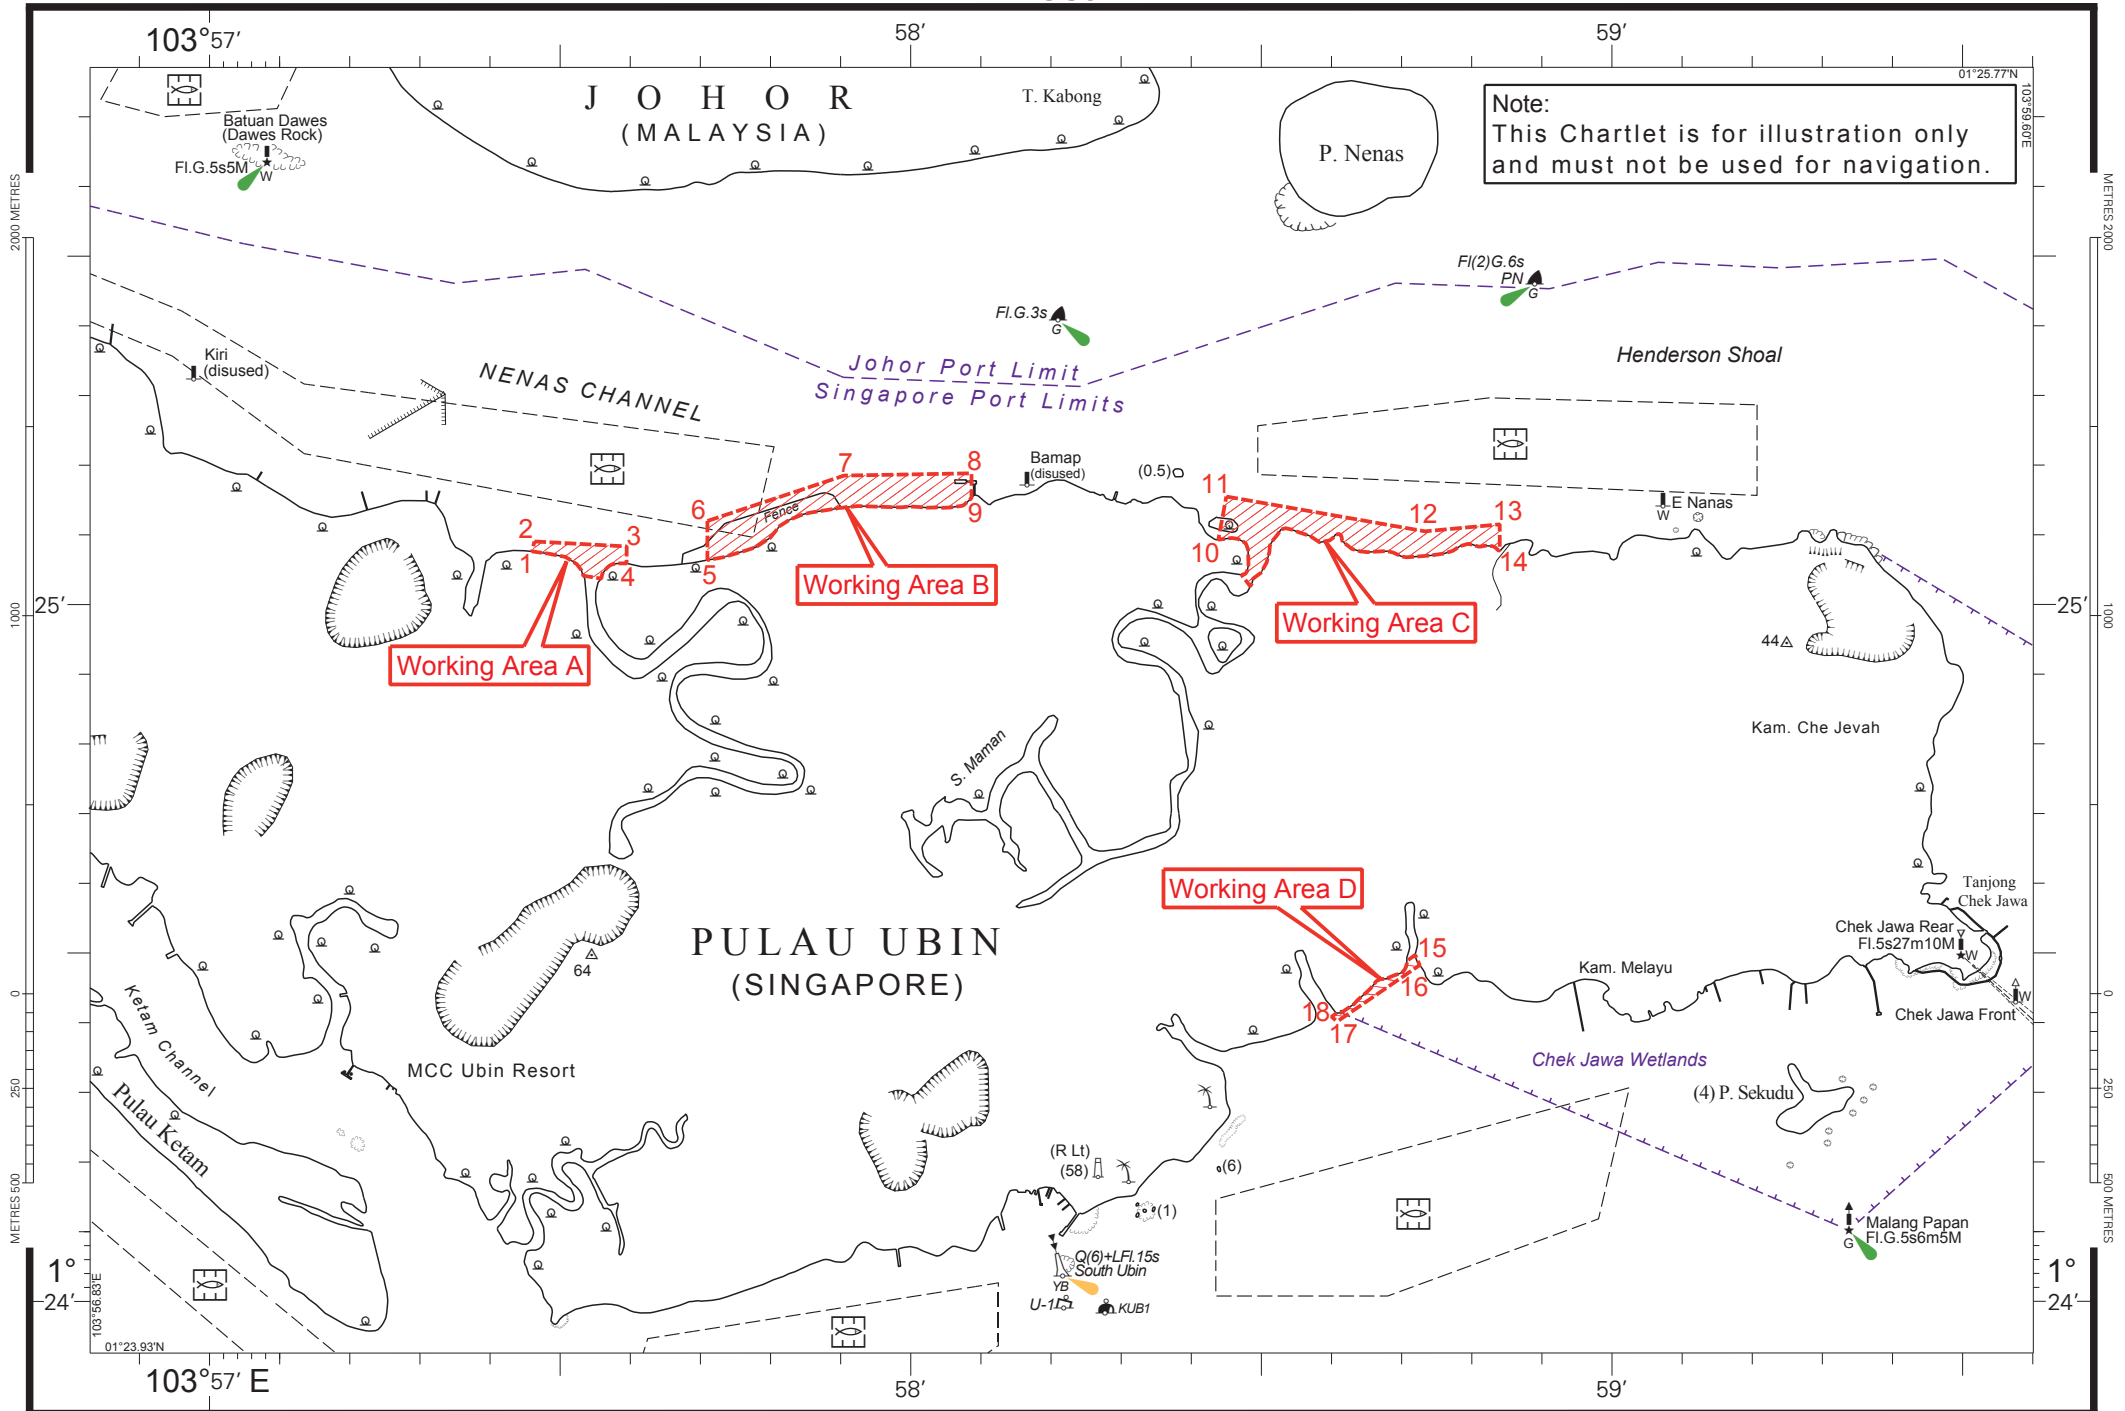 103°57′
58′
59′
01°25.77'N
103°59.60'E
J O H O R
(MALAYSIA)
T. Kabong
P. Nenas
Note:
This Chartlet is for illustration only
and must not be used for navigation.
Batuan Dawes
(Dawes Rock)
Fl.G.5s5M
W
2000 METRES
METRES 2000
Fl(2)G.6s
PN
G
Fl.G.3s
G
Kiri
(disused)
NENAS CHANNEL
Johor Port Limit
Singapore Port Limits
Henderson Shoal
Bamap
(disused)
(0.5)
E Nanas
W
1
2
3
4
5
6
7
8
9
10
11
12
13
14
Fence
Working Area A
Working Area B
Working Area C
25′
25′
1000
1000
44
Kam. Che Jevah
S. Maman
Working Area D
15
16
17
18
64
PULAU UBIN
(SINGAPORE)
Tanjong
Chek Jawa
Chek Jawa Rear
Fl.5s27m10M
W
W
Chek Jawa Front
Kam. Melayu
Chek Jawa Wetlands
(4) P. Sekudu
Ketam Channel
Pulau Ketam
MCC Ubin Resort
(R Lt)
(58)
(6)
(1)
Q(6)+LFl.15s
South Ubin
YB
U-1
KUB1
Malang Papan
Fl.G.5s6m5M
G
0
0
250
250
METRES 500
500 METRES
1°
24′
1°
24′
103°56.83'E
01°23.93'N
103°57′ E
58′
59′